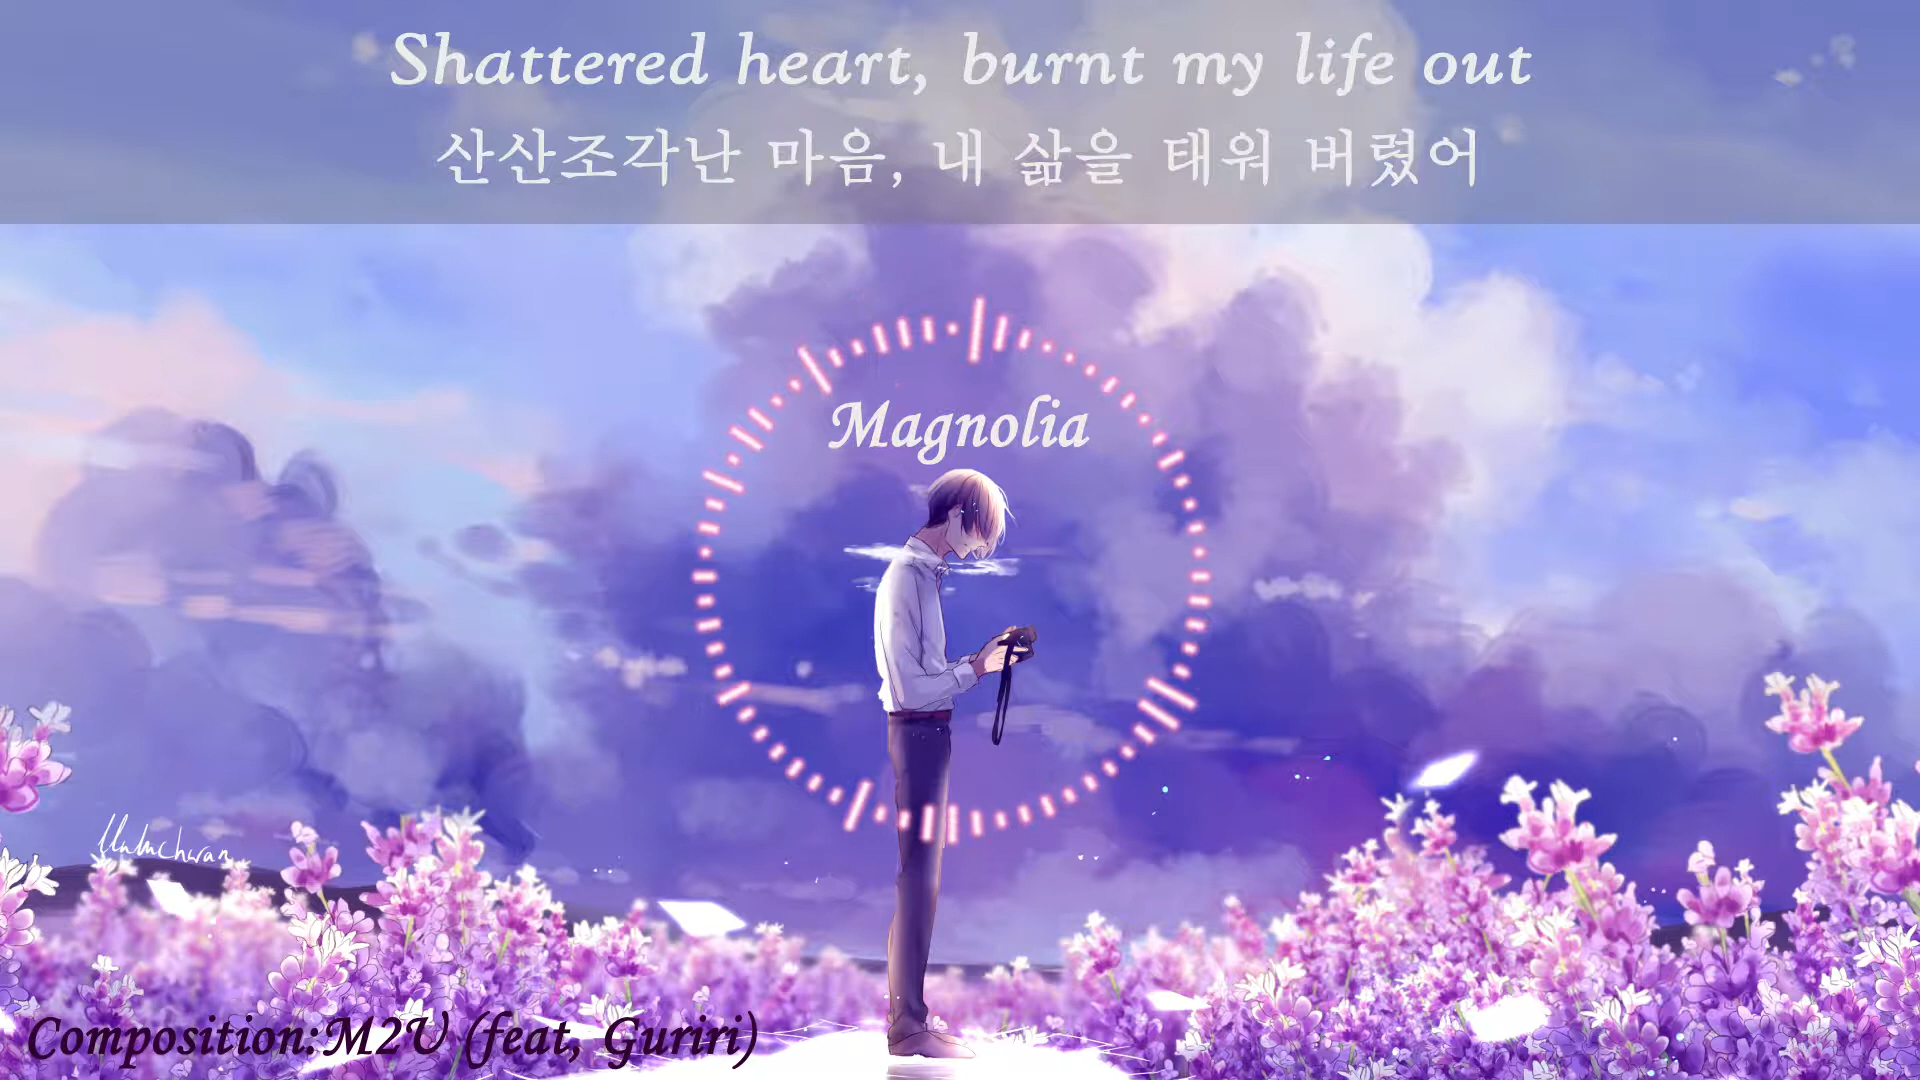 Shattered heart, burnt my life out
산산조각난 마음, 내 삶을 태워 버렸어
Magnolia
Composition:M2U (feat, Guriri)